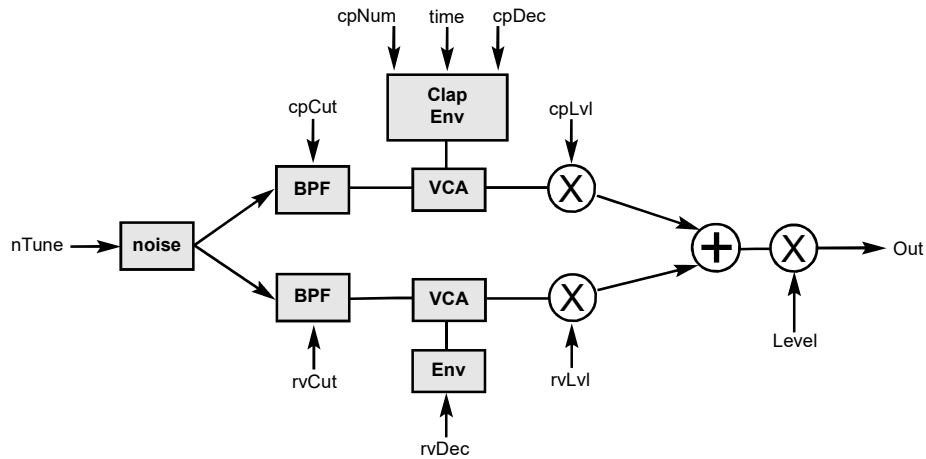 cpNum
time
cpDec
Clap
Env
cpCut
cpLvl
BPF
VCA
X
nTune
noise
+
X
Out
BPF
VCA
X
Level
rvCut
Env
rvLvl
rvDec